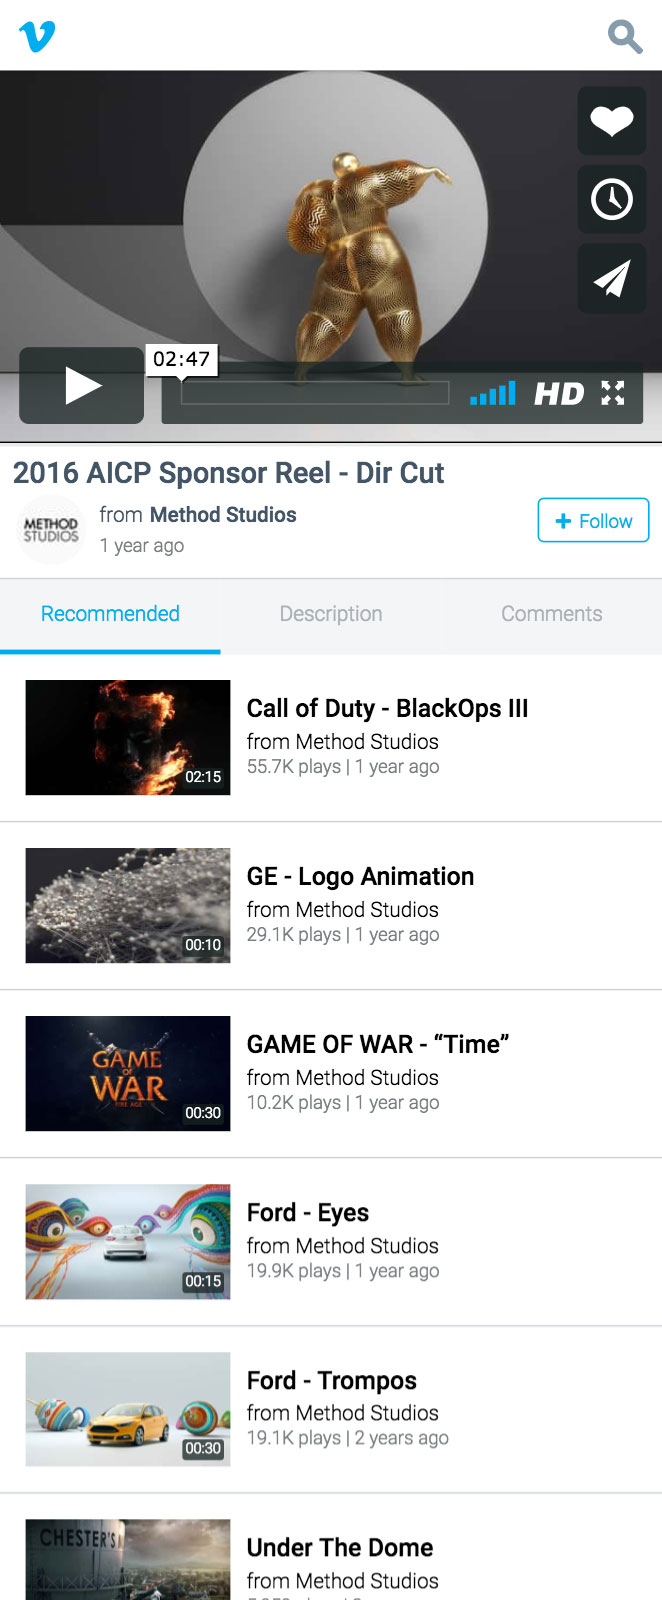 02:47
HD
2016 AICP Sponsor Reel - Dir Cut
METHOD
STUDIOS
from Method Studios
1 year ago
+ Follow
Recommended
Description
Comments
02:15
Call of Duty - BlackOps III
from Method Studios
55.7K plays | 1 year ago
00:10
GE - Logo Animation
from Method Studios
29.1K plays | 1 year ago
GAME
OF
WAR
FIRE AGE
00:30
GAME OF WAR - “Time”
from Method Studios
10.2K plays | 1 year ago
00:15
Ford - Eyes
from Method Studios
19.9K plays | 1 year ago
00:30
Ford - Trompos
from Method Studios
19.1K plays | 2 years ago
CHESTER'S
Under The Dome
from Method Studios